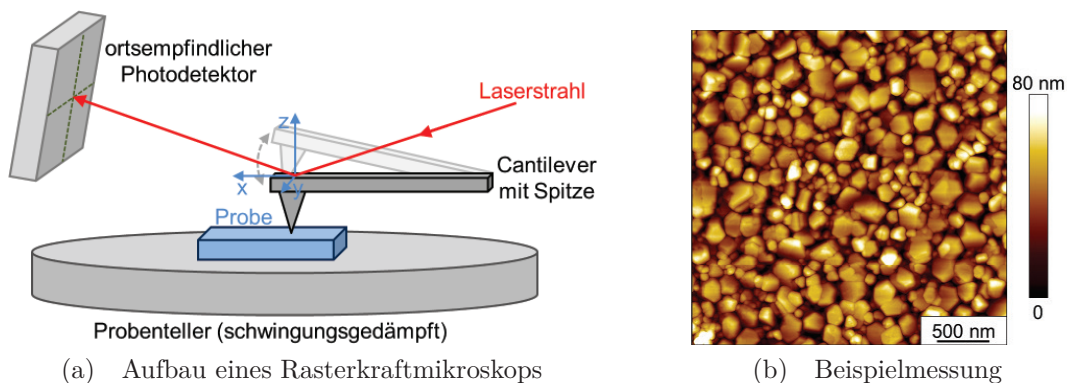 ortsempfindlicher
Photodetektor
Laserstrahl
z
x
y
Cantilever
mit Spitze
Probe
Probenteller (schwingungsgedämpft)
(a) Aufbau eines Rasterkraftmikroskops
80 nm
0
500 nm
(b) Beispielmessung